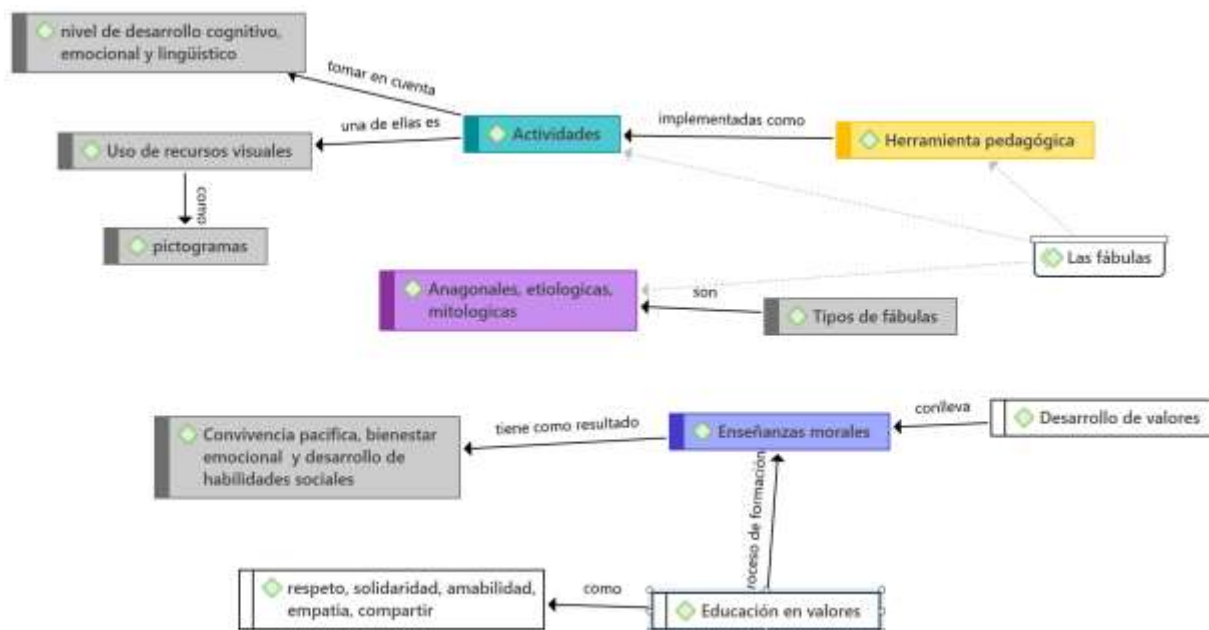 nivel de desarrollo cognitivo,
emocional y lingüístico
tomar en cuenta
una de ellas es
Actividades
implementadas como
Herramienta pedagógica
Uso de recursos visuales
como
pictogramas
Las fábulas
Anagonales, etiologicas,
mitologicas
son
Tipos de fábulas
Convivencia pacifica, bienestar
emocional y desarrollo de
habilidades sociales
tiene como resultado
Enseñanzas morales
conlleva
Desarrollo de valores
roceso de formación
respeto, solidaridad, amabilidad,
empatia, compartir
como
Educación en valores